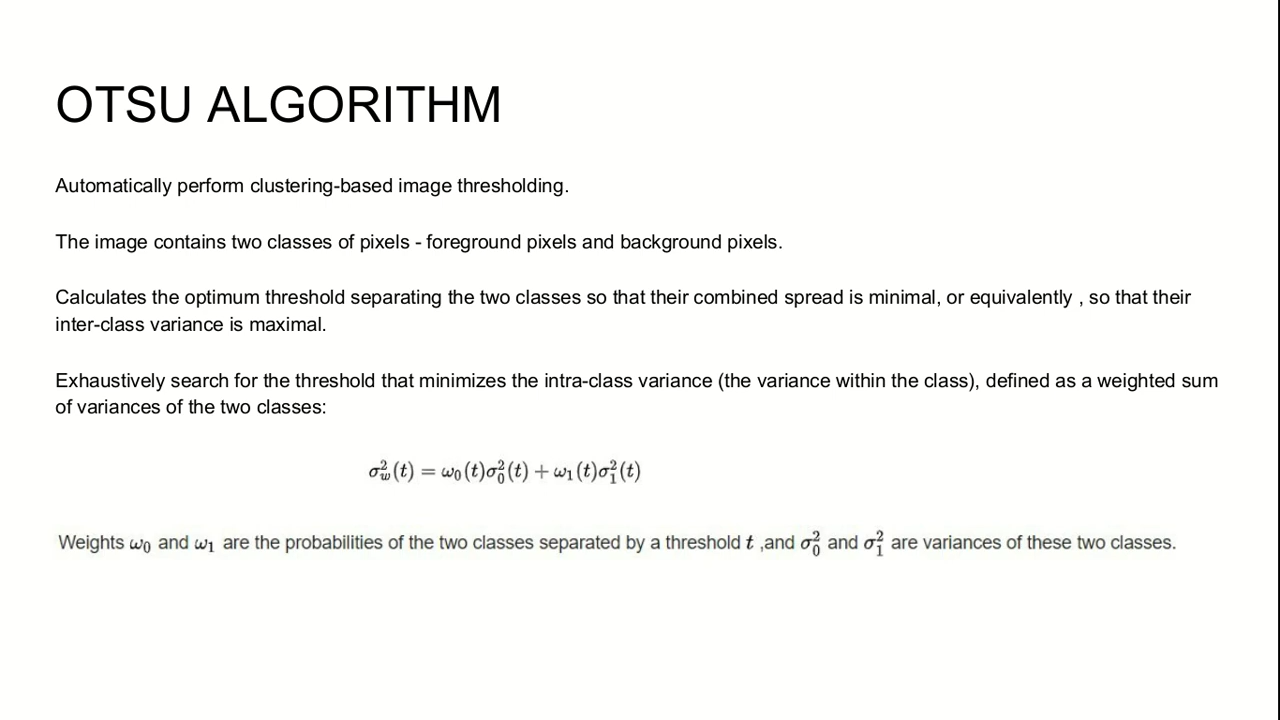 OTSU ALGORITHM
Automatically perform clustering-based image thresholding.
The image contains two classes of pixels - foreground pixels and background pixels.
Calculates the optimum threshold separating the two classes so that their combined spread is minimal, or equivalently , so that their
inter-class variance is maximal.
Exhaustively search for the threshold that minimizes the intra-class variance (the variance within the class), defined as a weighted sum
of variances of the two classes:
σ²_w(t) = ω₀(t)σ²₀(t) + ω₁(t)σ²₁(t)
Weights ω₀ and ω₁ are the probabilities of the two classes separated by a threshold t ,and σ²₀ and σ²₁ are variances of these two classes.